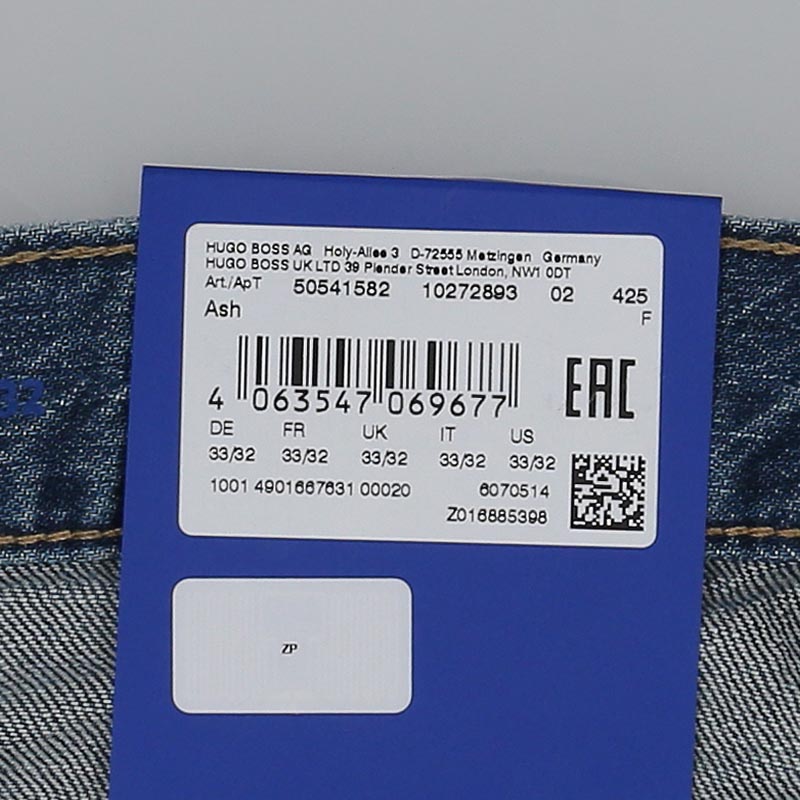 HUGO BOSS AG Holy-Allee 3 D-72555 Metzingen Germany
HUGO BOSS UK LTD 39 Plender Street London, NW1 0DT
Art./ApT 50541582 10272893 02 425
Ash F
4 063547 069677
EAC
DE FR UK IT US
33/32 33/32 33/32 33/32 33/32
1001 4901667631 00020 6070514
Z016885398
ZP
32